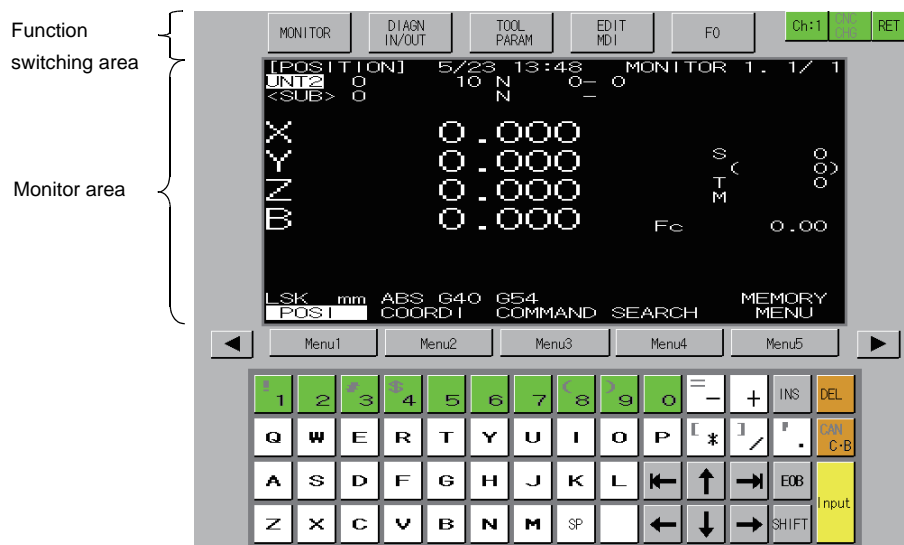 Function
switching area
Monitor area
MONITOR
DIAGN
IN/OUT
TOOL
PARAM
EDIT
MDI
F0
Ch:1
CNC
CHG
RET
[POSITION] 5/23 13:48 MONITOR 1. 1/ 1
UNT2 O 10 N 0- 0
<SUB> O N -
X 0.000
Y 0.000
Z 0.000
B 0.000
S 0
( 0)
T 0
M
Fc 0.00
LSK mm ABS G40 G54 MEMORY
POSI COORDI COMMAND SEARCH MENU
Menu1 Menu2 Menu3 Menu4 Menu5
! 1 2 # 3 $ 4 5 6 7 ( 8 ) 9 0 = - + INS DEL
Q W E R T Y U I O P [ * ] / ' . CAN C·B
A S D F G H J K L ⇤ ↑ ⇥ EOB Input
Z X C V B N M SP ← ↓ → SHIFT